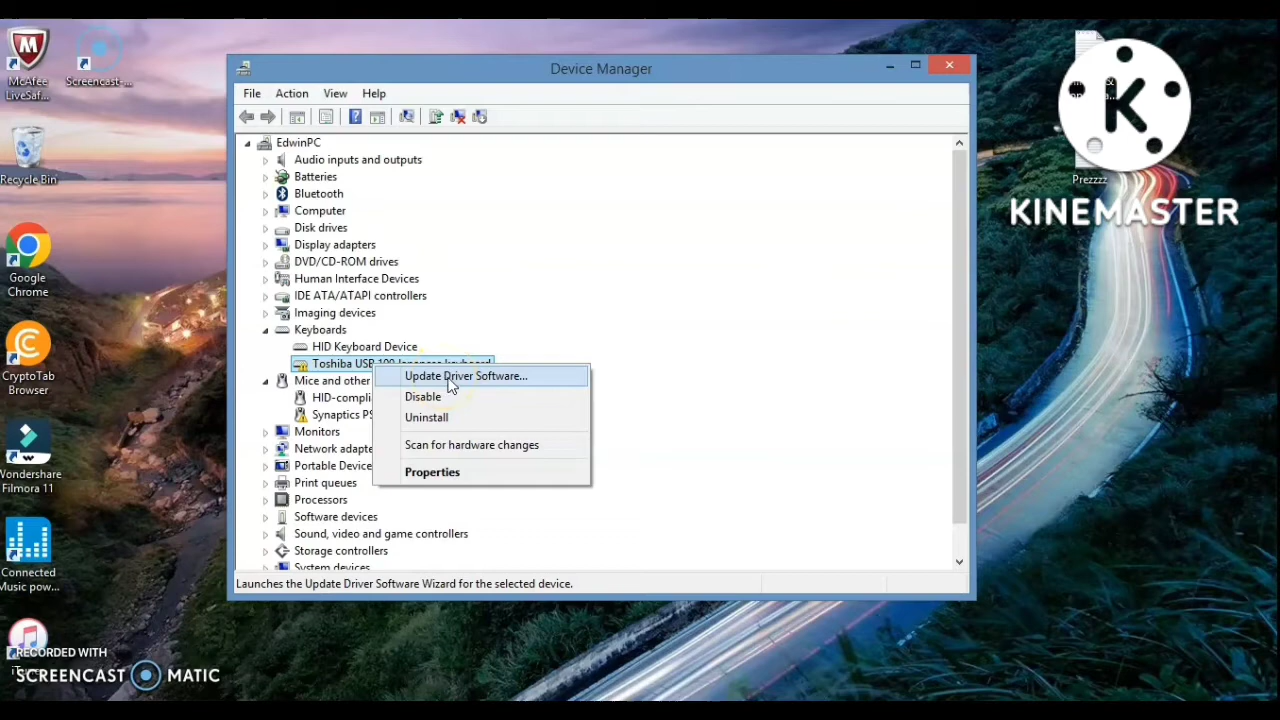 McAfee
LiveSaf...
Screencast-...
Recycle Bin
Google
Chrome
CryptoTab
Browser
Wondershare
Filmora 11
Connected
Music pow...
RECORDED WITH
SCREENCAST MATIC
Device Manager
File Action View Help
EdwinPC
Audio inputs and outputs
Batteries
Bluetooth
Computer
Disk drives
Display adapters
DVD/CD-ROM drives
Human Interface Devices
IDE ATA/ATAPI controllers
Imaging devices
Keyboards
HID Keyboard Device
Toshiba USB 109 Japanese keyboard
Mice and other
HID-compli
Synaptics PS
Monitors
Network adapte
Portable Device
Print queues
Processors
Software devices
Sound, video and game controllers
Storage controllers
System devices
Update Driver Software...
Disable
Uninstall
Scan for hardware changes
Properties
Launches the Update Driver Software Wizard for the selected device.
K
KINEMASTER
Prezzzz